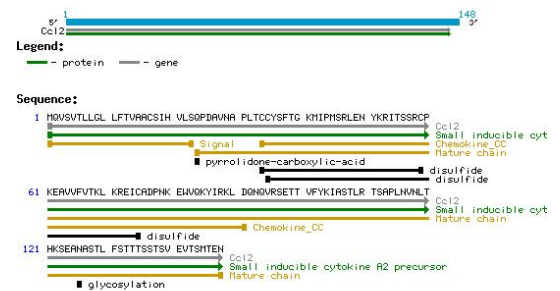 1 148
5' 3'
Ccl2
Legend:
- protein - gene
Sequence:
1 MQVSVTLLGL LFTVAACSIH VLSQPDAVNA PLTCCYSFTG KMIPMSRLEN YKRITSSRCP
Ccl2
Small inducible cyt
Signal Chemokine_CC
Mature chain
pyrrolidone-carboxylic-acid
disulfide
disulfide
61 KEAVVFVTKL KREICADPNK EWVQKYIRKL DQNQVRSETT VFYKIASTLR TSAPLNVNLT
Ccl2
Small inducible cyt
Mature chain
Chemokine_CC
disulfide
121 HKSEANASTL FSTTTSSTSV EVTSMTEN
Ccl2
Small inducible cytokine A2 precursor
Mature chain
glycosylation